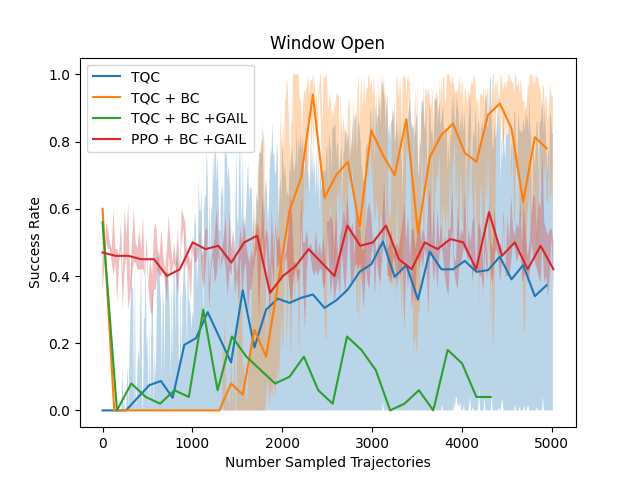 Window Open
TQC
TQC + BC
TQC + BC +GAIL
PPO + BC +GAIL
Success Rate
1.0
0.8
0.6
0.4
0.2
0.0
0 1000 2000 3000 4000 5000
Number Sampled Trajectories